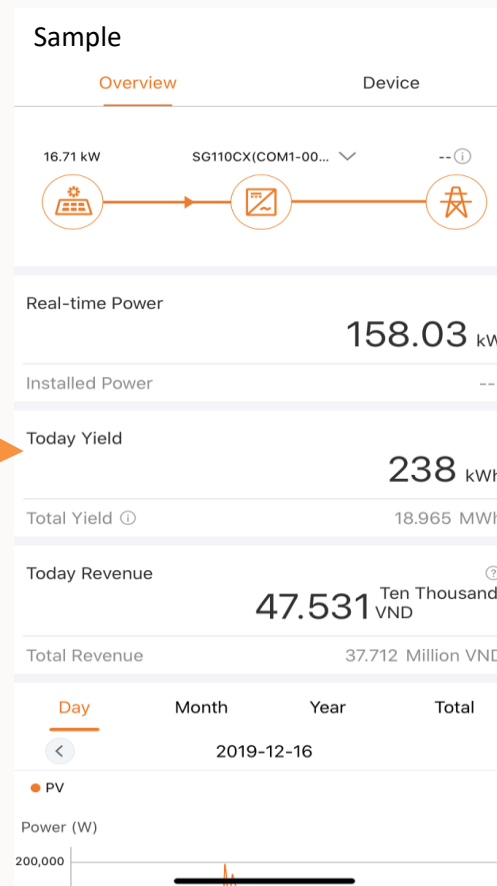 Sample
Overview Device
16.71 kW SG110CX(COM1-00... --
Real-time Power
158.03 kW
Installed Power --
Today Yield
238 kWh
Total Yield 18.965 MWh
Today Revenue
47.531 Ten Thousand
VND
Total Revenue 37.712 Million VND
Day Month Year Total
2019-12-16
PV
Power (W)
200,000